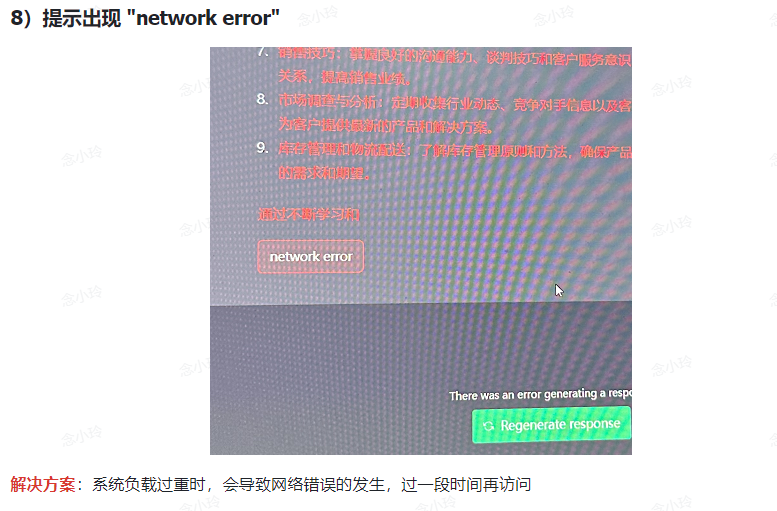 8）提示出现 "network error"
7. 销售技巧：掌握良好的沟通能力、谈判技巧和客户服务意识
关系，提高销售业绩。
8. 市场调查与分析：定期收集行业动态、竞争对手信息以及客
为客户提供最新的产品和解决方案。
9. 库存管理和物流配送：了解库存管理原则和方法，确保产品
的需求和期望。
通过不断学习和
network error
There was an error generating a respo
Regenerate response
解决方案：系统负载过重时，会导致网络错误的发生，过一段时间再访问
念小玲